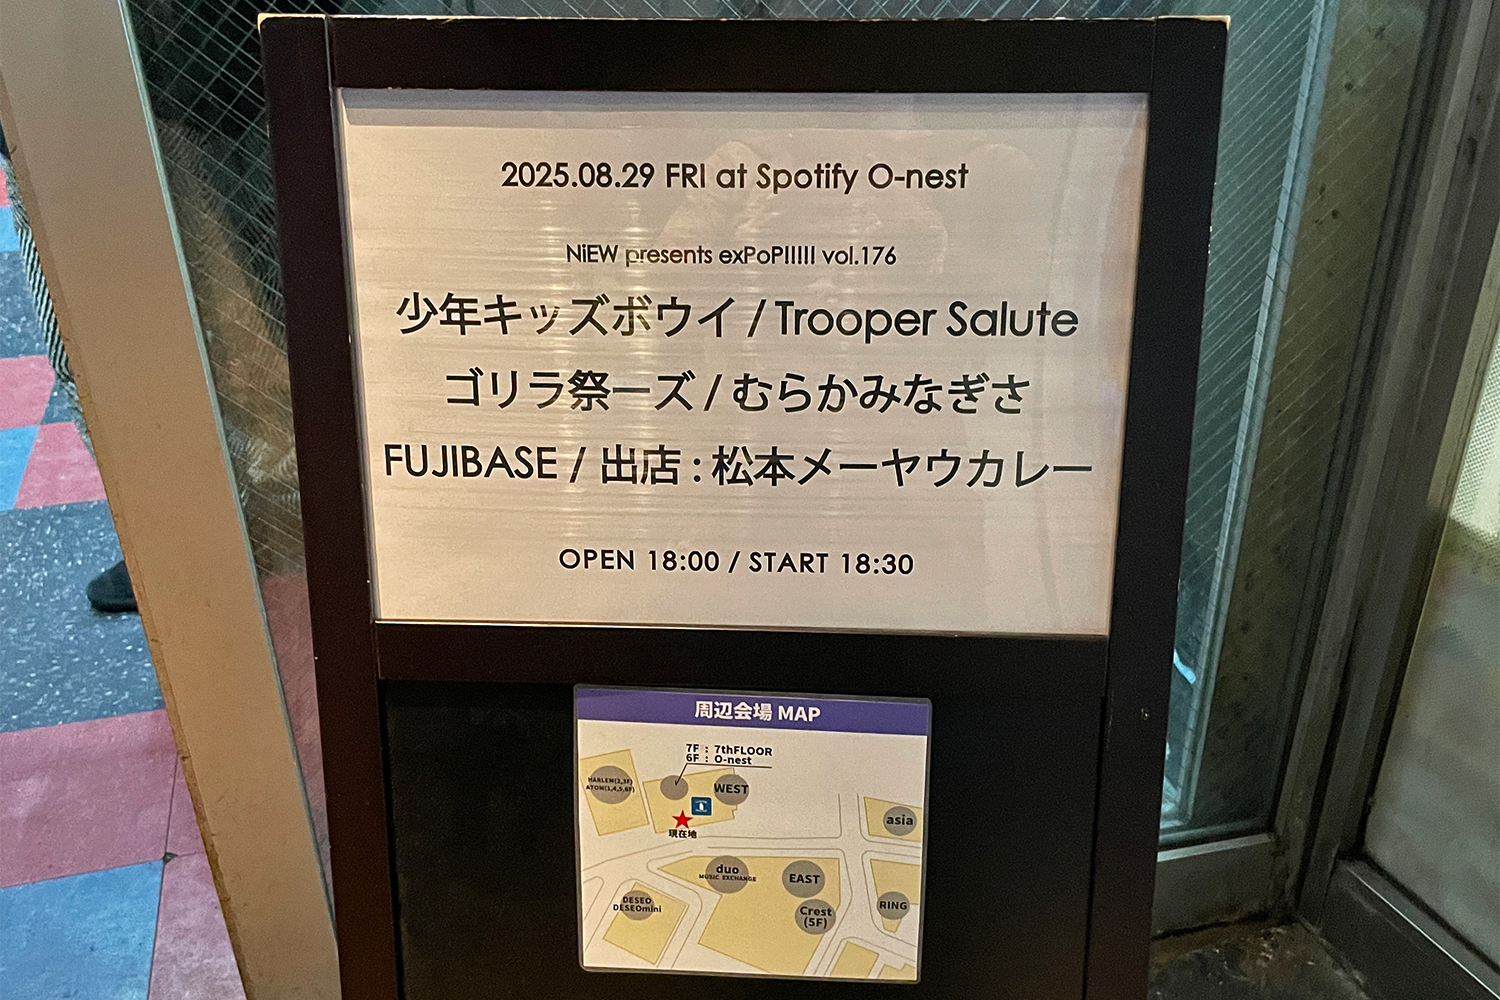 2025.08.29 FRI at Spotify O-nest
NiEW presents exPoP!!!!! vol.176
少年キッズボウイ / Trooper Salute
ゴリラ祭ーズ / むらかみなぎさ
FUJIBASE / 出店 : 松本メーヤウカレー
OPEN 18:00 / START 18:30
周辺会場 MAP
7F : 7thFLOOR
6F : O-nest
HARLEM(2,3F)
ATOM(4,5,6F)
WEST
現在地
asia
duo
MUSIC EXCHANGE
EAST
DESEO
DESEOmini
Crest
(5F)
RING